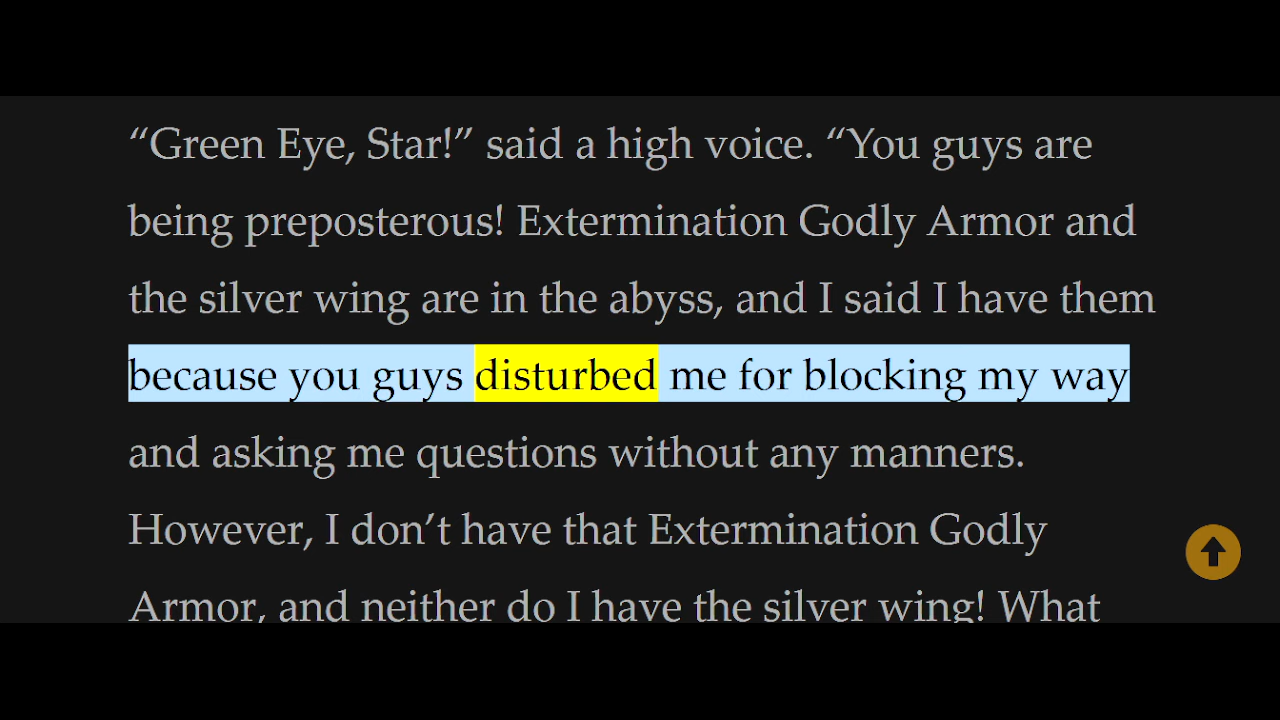 “Green Eye, Star!” said a high voice. “You guys are
being preposterous! Extermination Godly Armor and
the silver wing are in the abyss, and I said I have them
because you guys disturbed me for blocking my way
and asking me questions without any manners.
However, I don’t have that Extermination Godly
Armor, and neither do I have the silver wing! What